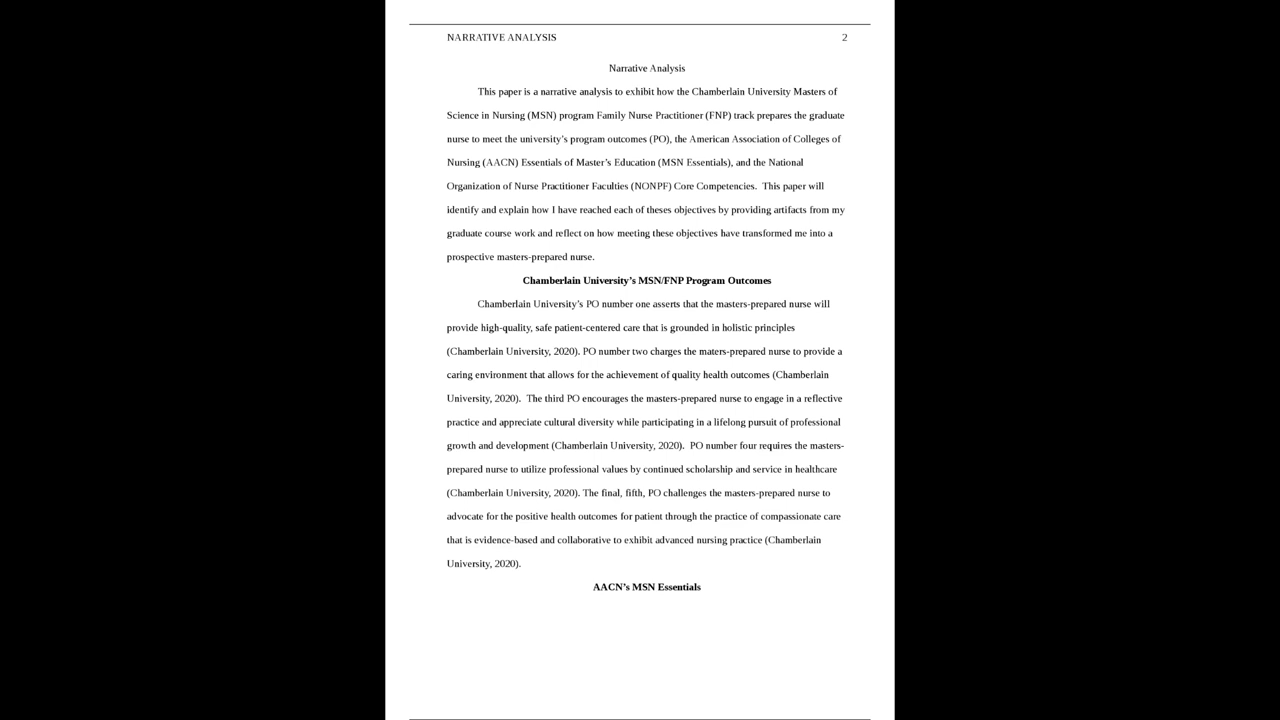 NARRATIVE ANALYSIS 2
Narrative Analysis
This paper is a narrative analysis to exhibit how the Chamberlain University Masters of
Science in Nursing (MSN) program Family Nurse Practitioner (FNP) track prepares the graduate
nurse to meet the university’s program outcomes (PO), the American Association of Colleges of
Nursing (AACN) Essentials of Master’s Education (MSN Essentials), and the National
Organization of Nurse Practitioner Faculties (NONPF) Core Competencies.  This paper will
identify and explain how I have reached each of theses objectives by providing artifacts from my
graduate course work and reflect on how meeting these objectives have transformed me into a
prospective masters-prepared nurse.
Chamberlain University’s MSN/FNP Program Outcomes
Chamberlain University’s PO number one asserts that the masters-prepared nurse will
provide high-quality, safe patient-centered care that is grounded in holistic principles
(Chamberlain University, 2020). PO number two charges the maters-prepared nurse to provide a
caring environment that allows for the achievement of quality health outcomes (Chamberlain
University, 2020).  The third PO encourages the masters-prepared nurse to engage in a reflective
practice and appreciate cultural diversity while participating in a lifelong pursuit of professional
growth and development (Chamberlain University, 2020).  PO number four requires the masters-
prepared nurse to utilize professional values by continued scholarship and service in healthcare
(Chamberlain University, 2020). The final, fifth, PO challenges the masters-prepared nurse to
advocate for the positive health outcomes for patient through the practice of compassionate care
that is evidence-based and collaborative to exhibit advanced nursing practice (Chamberlain
University, 2020).
AACN’s MSN Essentials